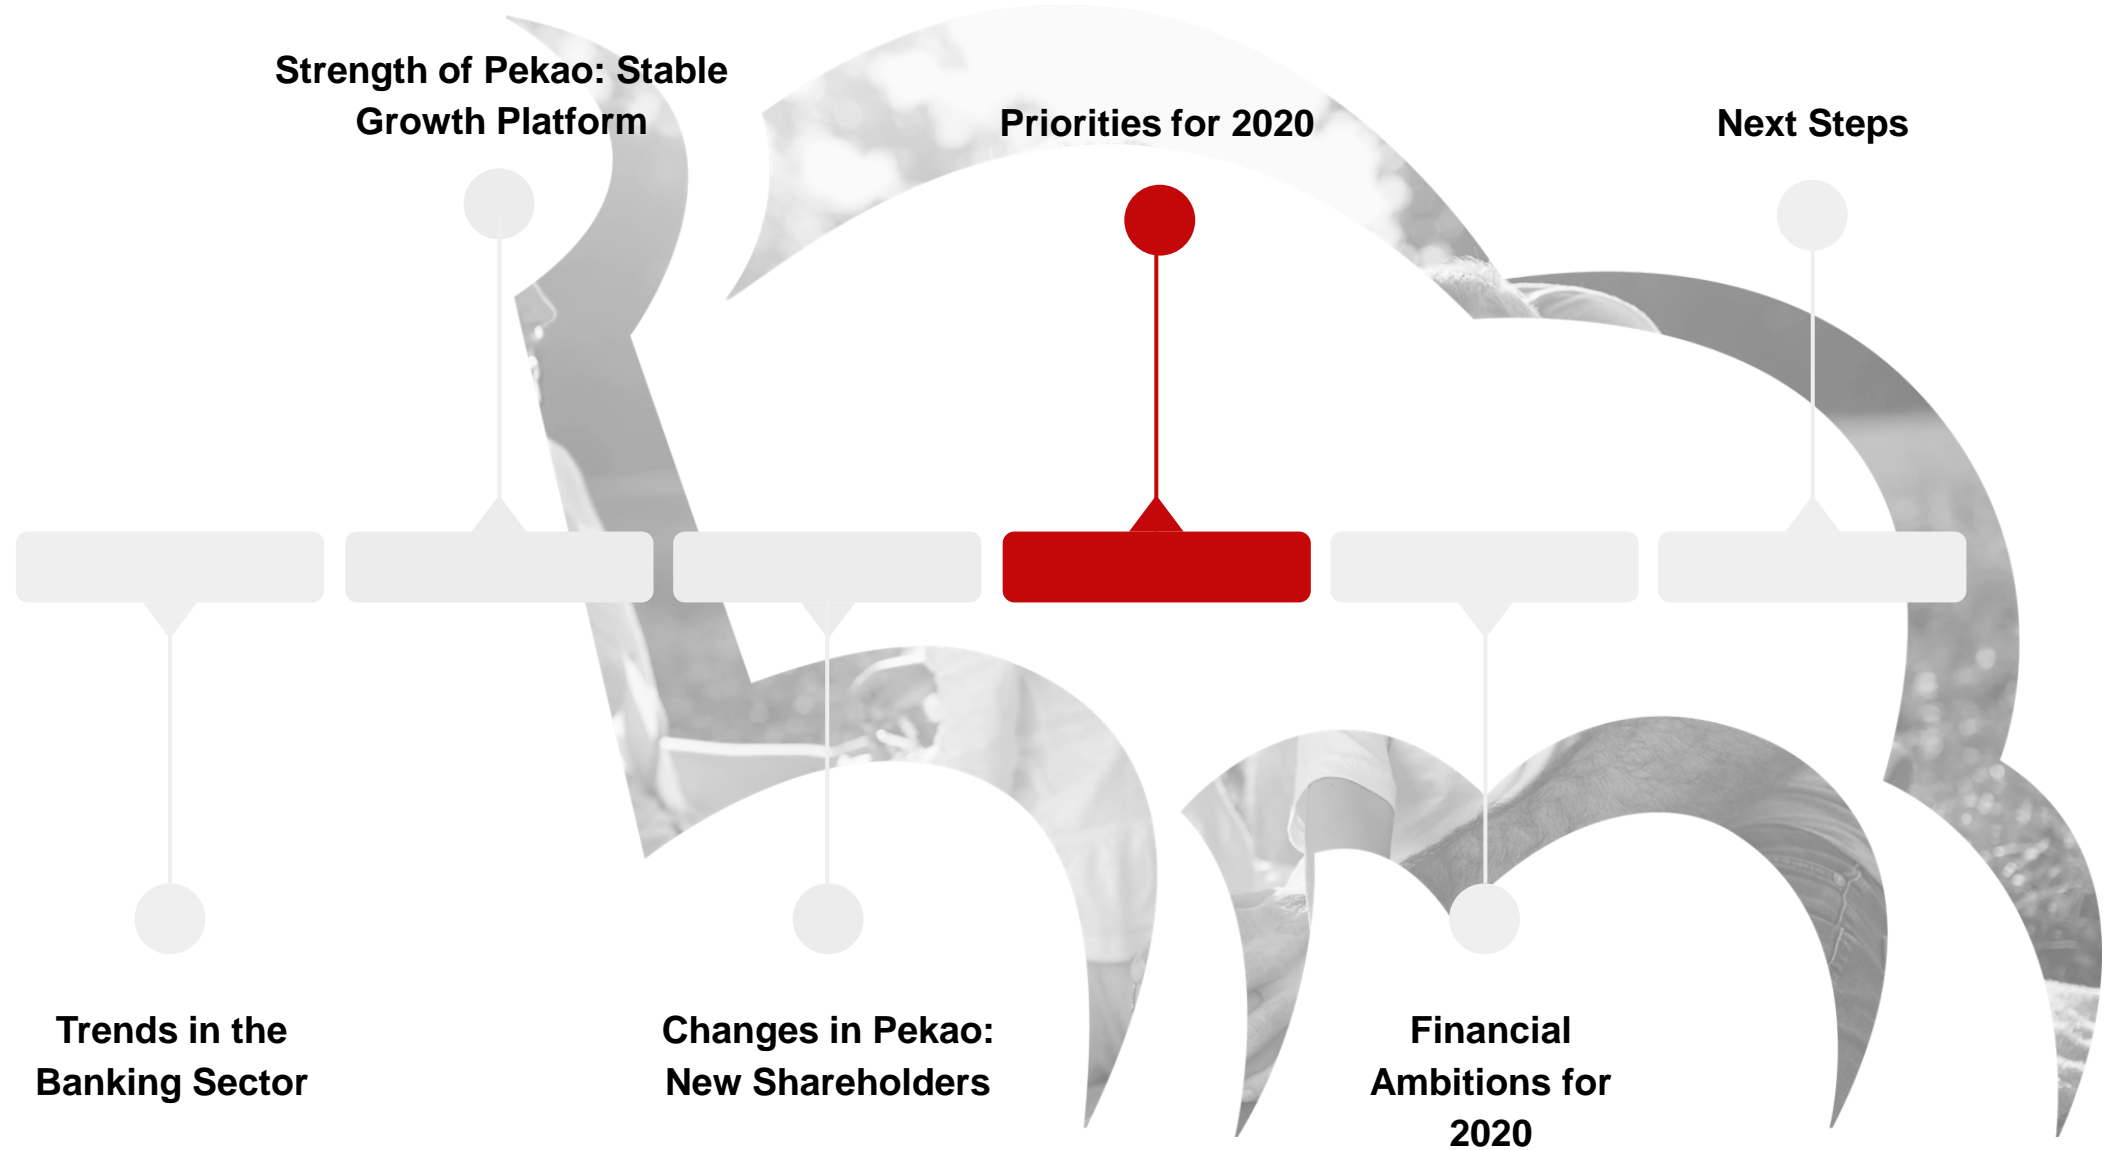 Strength of Pekao: Stable
Growth Platform
Priorities for 2020
Next Steps
Trends in the
Banking Sector
Changes in Pekao:
New Shareholders
Financial
Ambitions for
2020